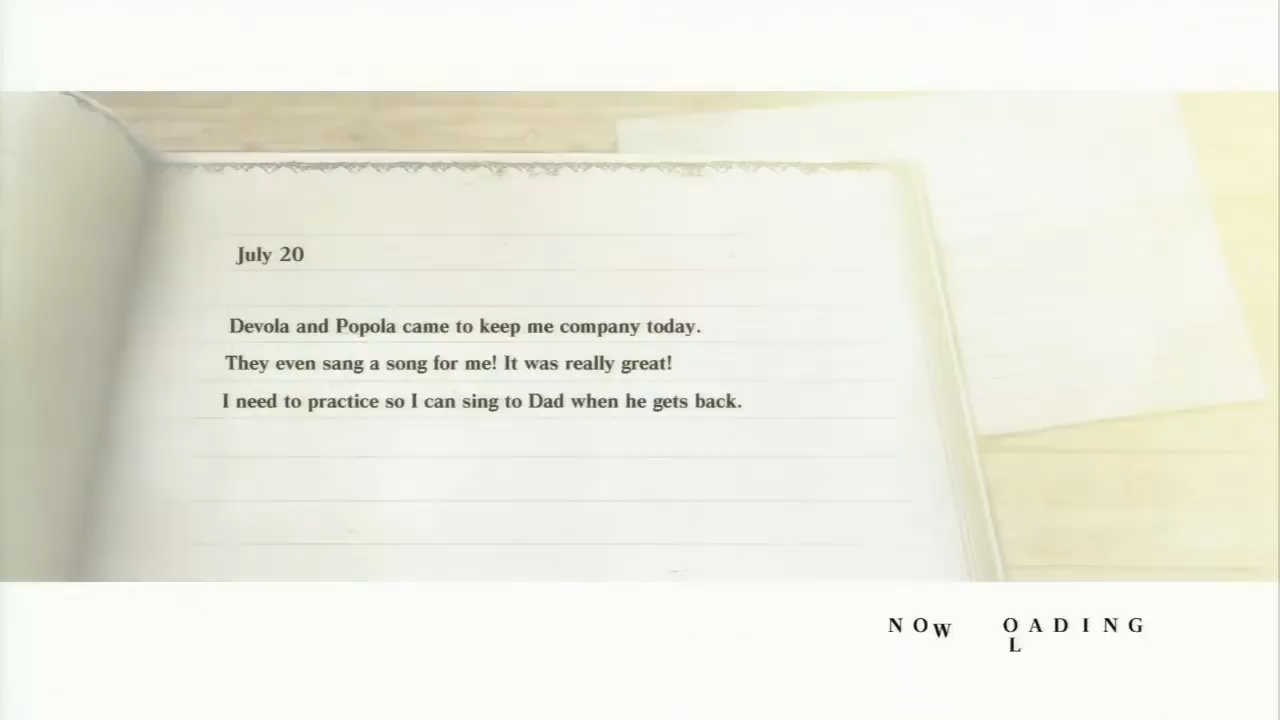 July 20
Devola and Popola came to keep me company today.
They even sang a song for me! It was really great!
I need to practice so I can sing to Dad when he gets back.
NOW LOADING